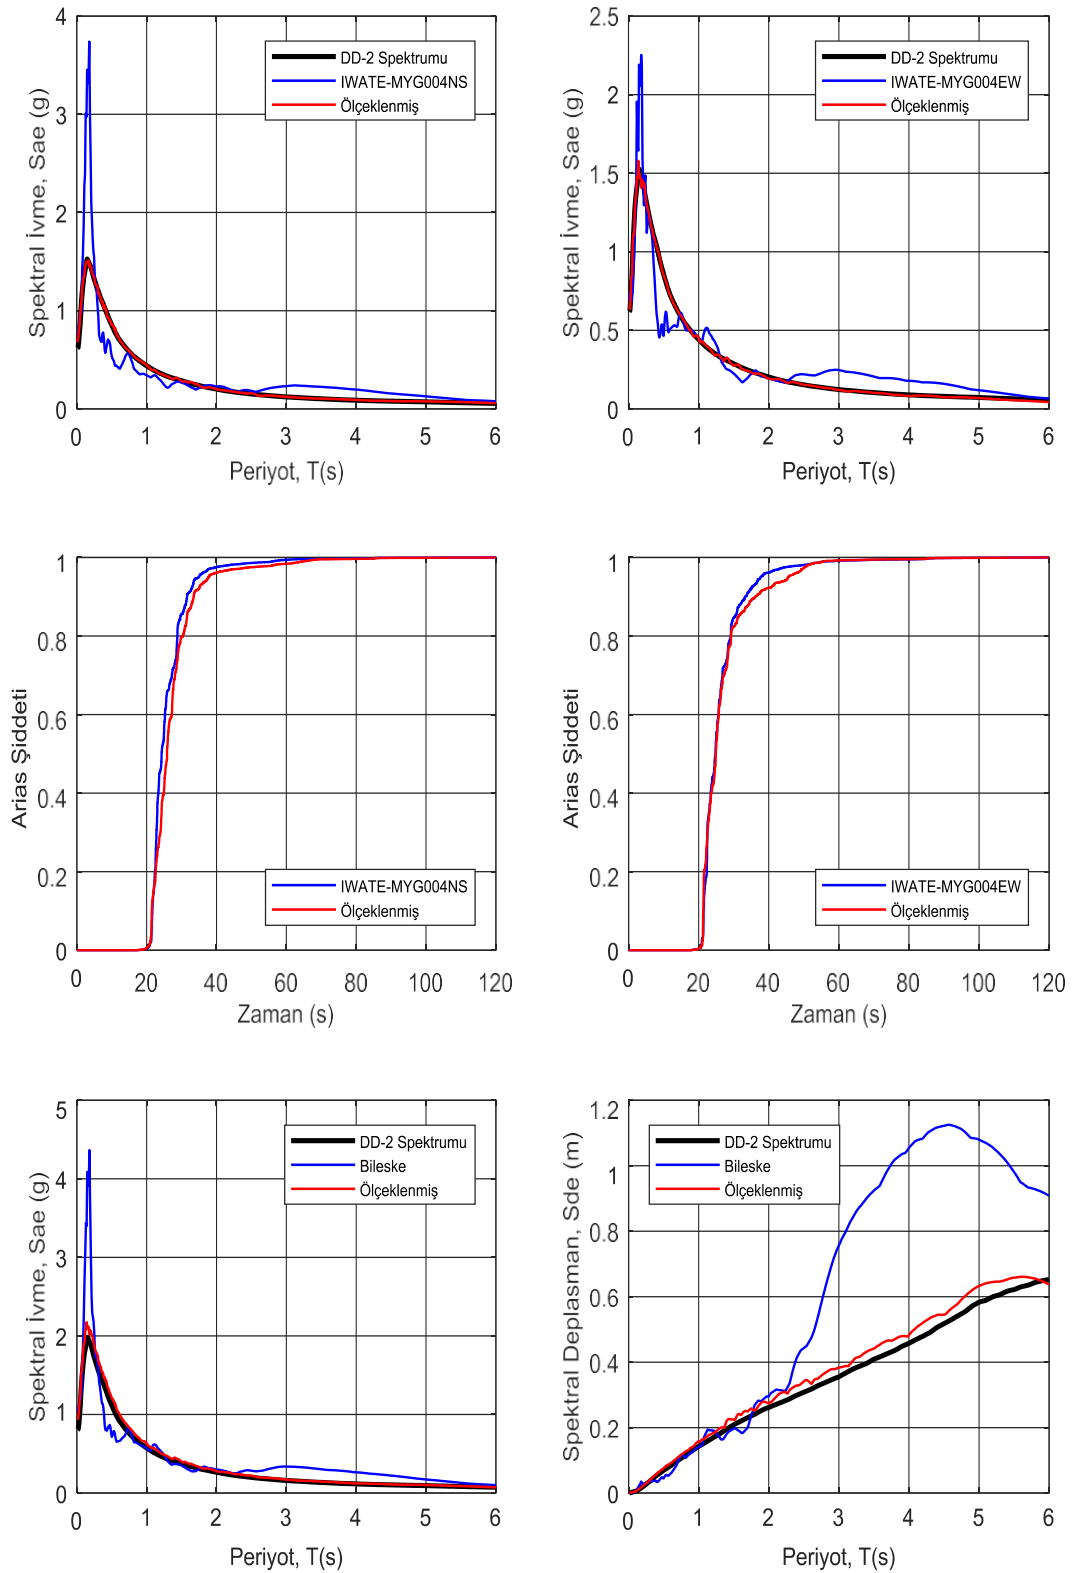 4
3
2
1
0
Spektral İvme, Sae (g)
DD-2 Spektrumu
IWATE-MYG004NS
Ölçeklenmiş
0 1 2 3 4 5 6
Periyot, T(s)
2.5
2
1.5
1
0.5
0
Spektral İvme, Sae (g)
DD-2 Spektrumu
IWATE-MYG004EW
Ölçeklenmiş
0 1 2 3 4 5 6
Periyot, T(s)
1
0.8
0.6
0.4
0.2
0
Arias Şiddeti
IWATE-MYG004NS
Ölçeklenmiş
0 20 40 60 80 100 120
Zaman (s)
1
0.8
0.6
0.4
0.2
0
Arias Şiddeti
IWATE-MYG004EW
Ölçeklenmiş
0 20 40 60 80 100 120
Zaman (s)
5
4
3
2
1
0
Spektral İvme, Sae (g)
DD-2 Spektrumu
Bileske
Ölçeklenmiş
0 1 2 3 4 5 6
Periyot, T(s)
1.2
1
0.8
0.6
0.4
0.2
0
Spektral Deplasman, Sde (m)
DD-2 Spektrumu
Bileske
Ölçeklenmiş
0 1 2 3 4 5 6
Periyot, T(s)